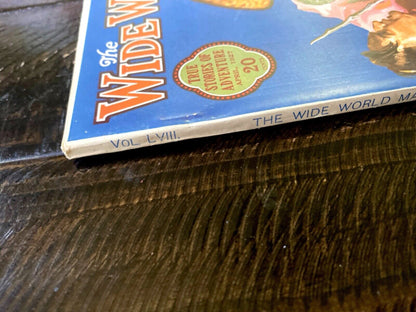 The
WIDE W
TRUE
STORIES OF
ADVENTURE
20
VOL. LVIII.
THE WIDE WORLD MA